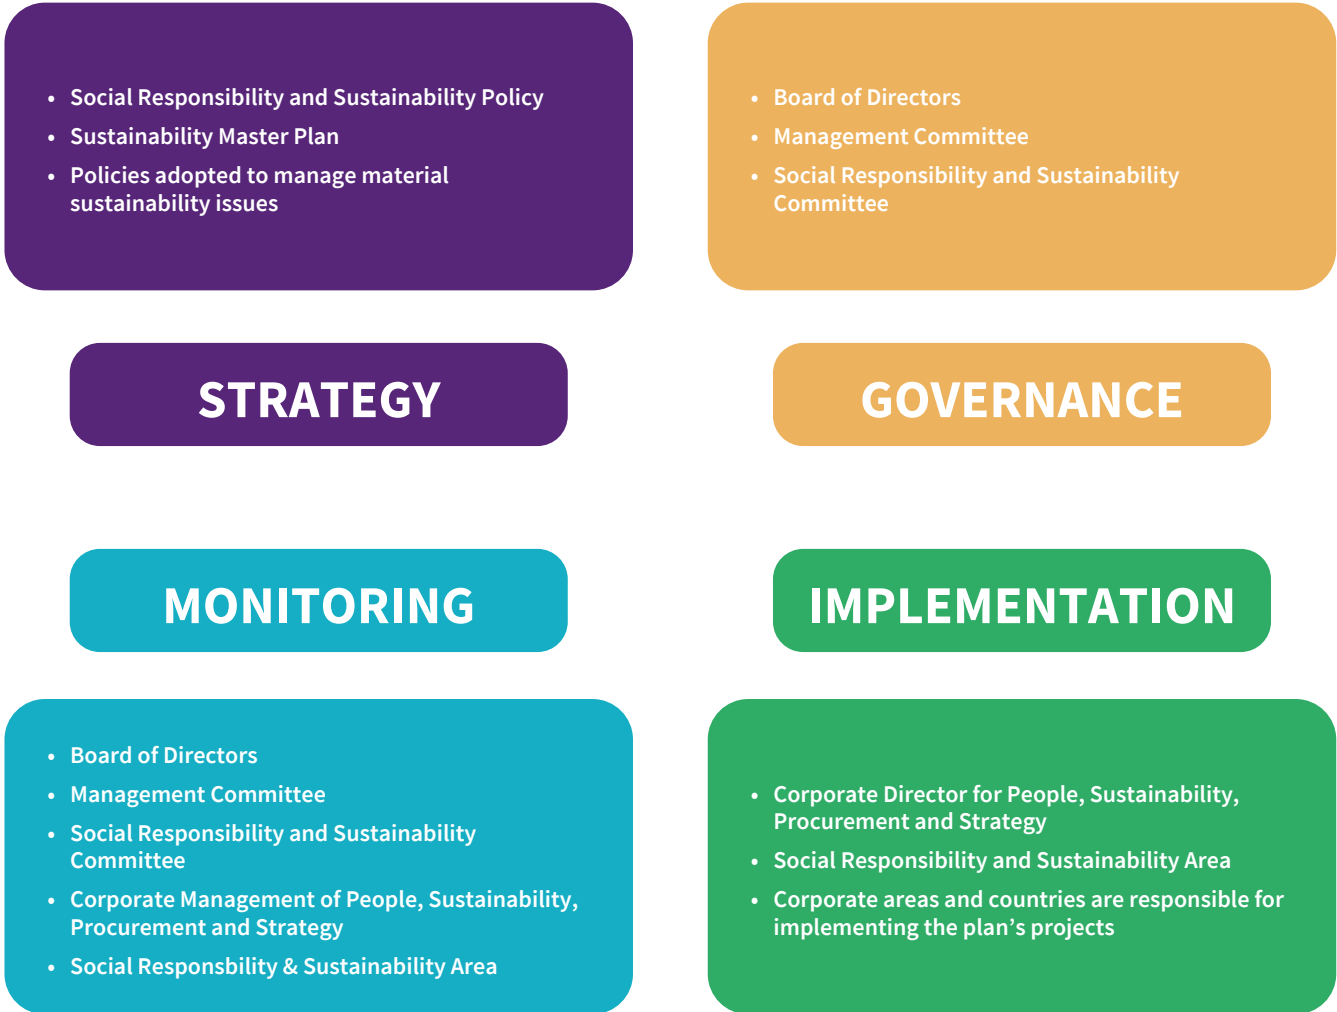 • Social Responsibility and Sustainability Policy
• Sustainability Master Plan
• Policies adopted to manage material
sustainability issues
STRATEGY
• Board of Directors
• Management Committee
• Social Responsibility and Sustainability
Committee
GOVERNANCE
MONITORING
• Board of Directors
• Management Committee
• Social Responsibility and Sustainability
Committee
• Corporate Management of People, Sustainability,
Procurement and Strategy
• Social Responsbility & Sustainability Area
IMPLEMENTATION
• Corporate Director for People, Sustainability,
Procurement and Strategy
• Social Responsibility and Sustainability Area
• Corporate areas and countries are responsible for
implementing the plan’s projects